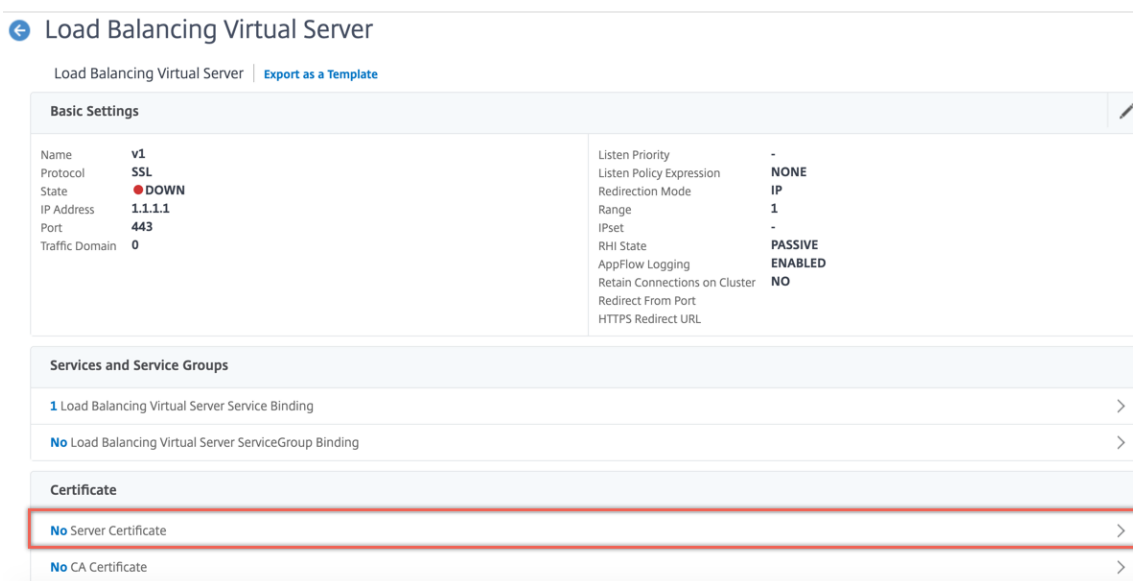 Load Balancing Virtual Server
Load Balancing Virtual Server Export as a Template
Basic Settings
Name v1
Protocol SSL
State DOWN
IP Address 1.1.1.1
Port 443
Traffic Domain 0
Listen Priority -
Listen Policy Expression NONE
Redirection Mode IP
Range 1
IPset -
RHI State PASSIVE
AppFlow Logging ENABLED
Retain Connections on Cluster NO
Redirect From Port
HTTPS Redirect URL
Services and Service Groups
1 Load Balancing Virtual Server Service Binding
No Load Balancing Virtual Server ServiceGroup Binding
Certificate
No Server Certificate
No CA Certificate